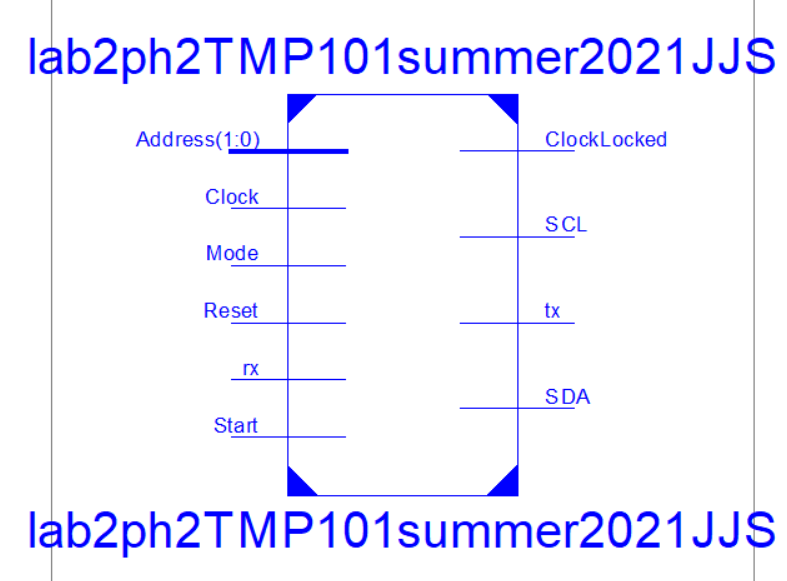 lab2ph2TMP101summer2021JJS
Address(1:0)
ClockLocked
Clock
SCL
Mode
Reset
tx
rx
SDA
Start
lab2ph2TMP101summer2021JJS